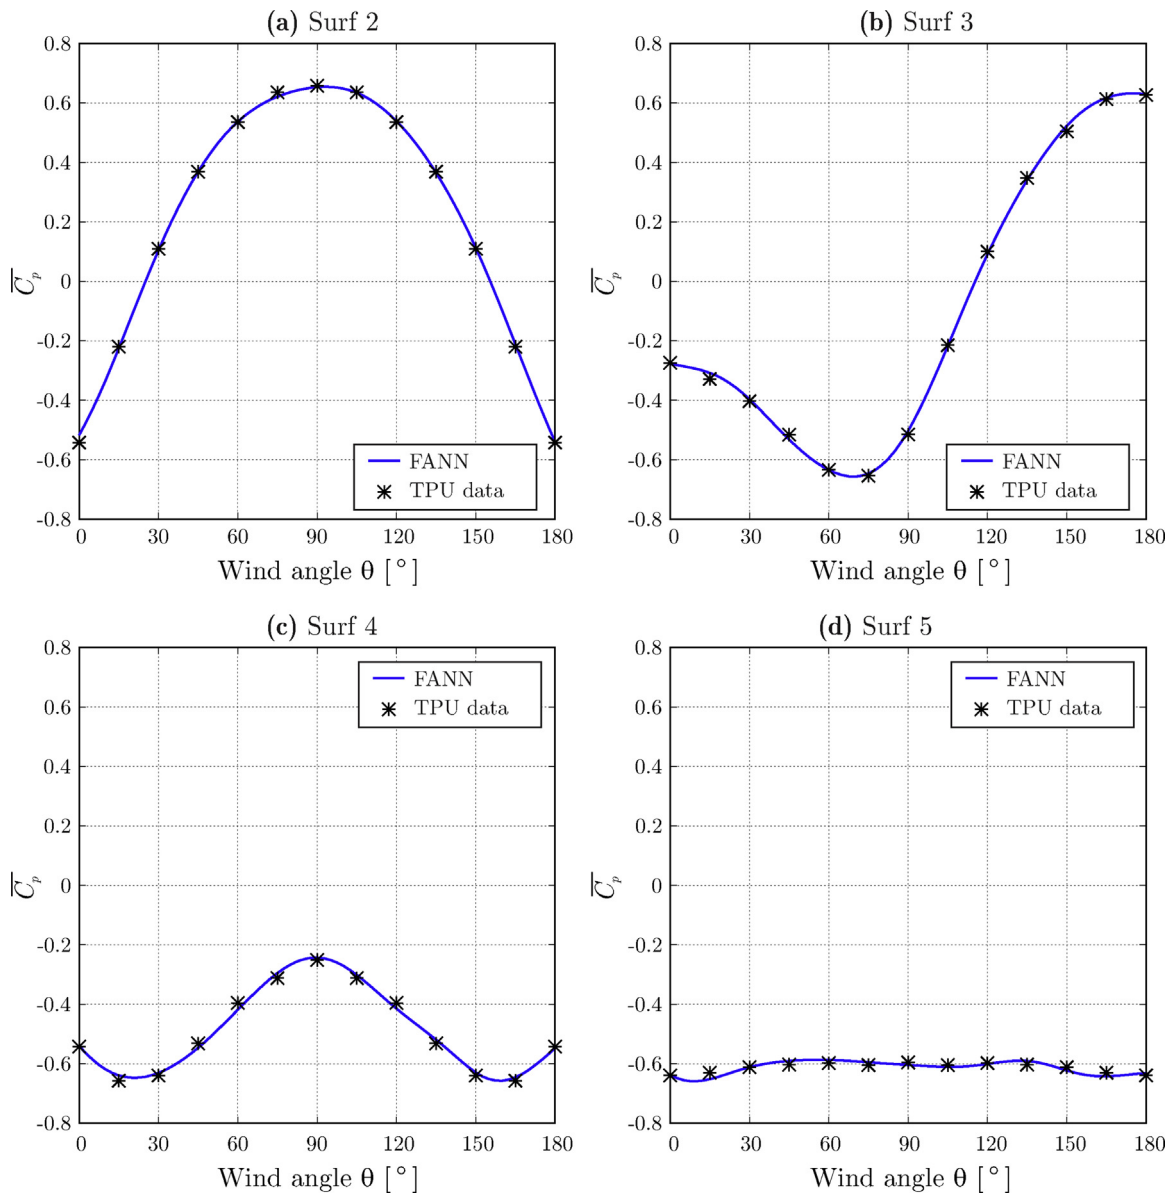 (a) Surf 2
0.8
0.6
0.4
0.2
0
-0.2
-0.4
-0.6
-0.8
C̅p
0 30 60 90 120 150 180
Wind angle θ [°]
FANN
TPU data
(b) Surf 3
0.8
0.6
0.4
0.2
0
-0.2
-0.4
-0.6
-0.8
C̅p
0 30 60 90 120 150 180
Wind angle θ [°]
FANN
TPU data
(c) Surf 4
0.8
0.6
0.4
0.2
0
-0.2
-0.4
-0.6
-0.8
C̅p
0 30 60 90 120 150 180
Wind angle θ [°]
FANN
TPU data
(d) Surf 5
0.8
0.6
0.4
0.2
0
-0.2
-0.4
-0.6
-0.8
C̅p
0 30 60 90 120 150 180
Wind angle θ [°]
FANN
TPU data